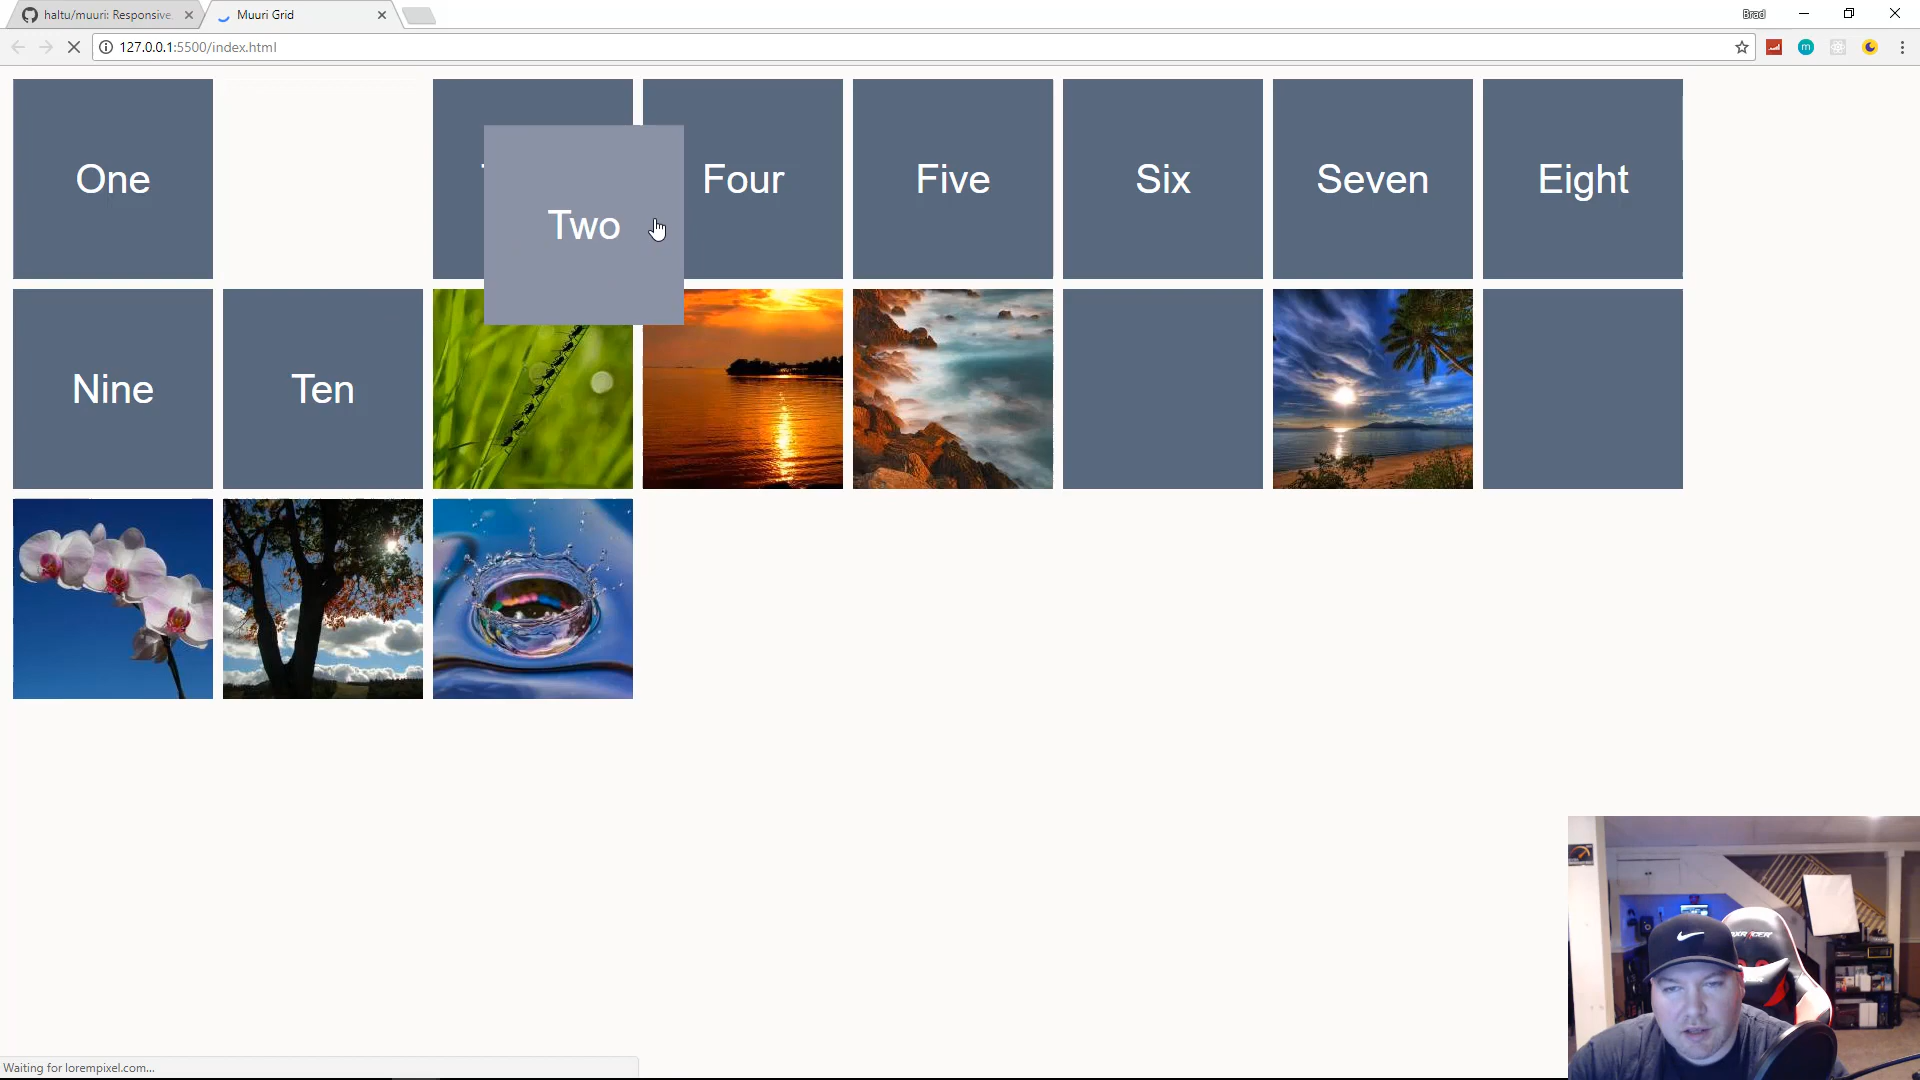 haltu/muuri: Responsive
Muuri Grid
Brad
127.0.0.1:5500/index.html
One
Two
Four
Five
Six
Seven
Eight
Nine
Ten
Waiting for lorempixel.com...